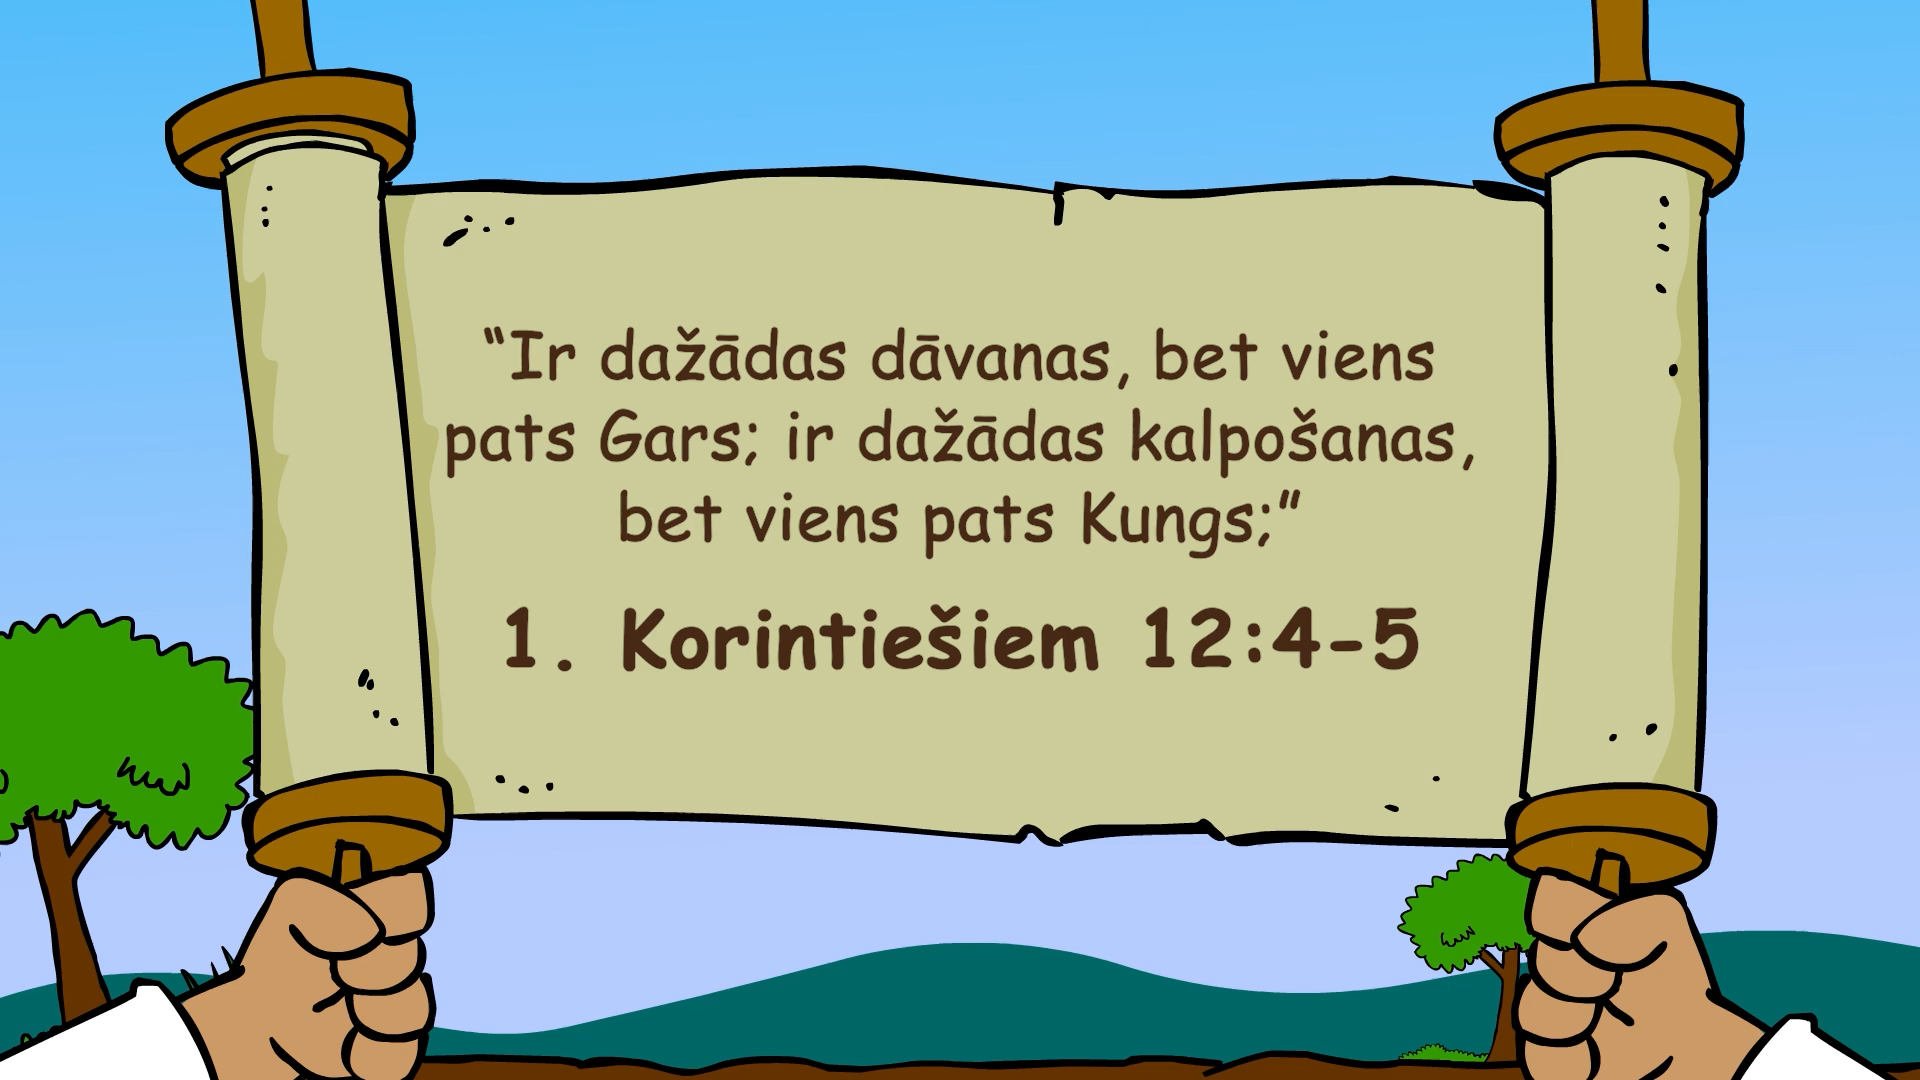 “Ir dažādas dāvanas, bet viens
pats Gars; ir dažādas kalpošanas,
bet viens pats Kungs;”
1. Korintiešiem 12:4-5